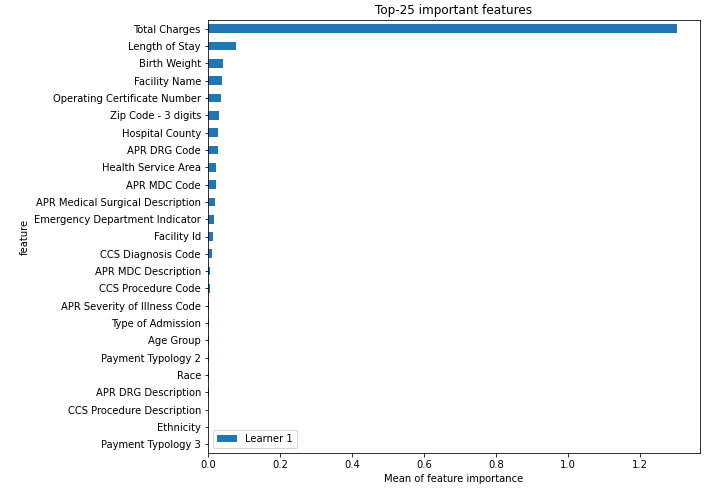 Top-25 important features
Total Charges
Length of Stay
Birth Weight
Facility Name
Operating Certificate Number
Zip Code - 3 digits
Hospital County
APR DRG Code
Health Service Area
APR MDC Code
APR Medical Surgical Description
Emergency Department Indicator
Facility Id
CCS Diagnosis Code
APR MDC Description
CCS Procedure Code
APR Severity of Illness Code
Type of Admission
Age Group
Payment Typology 2
Race
APR DRG Description
CCS Procedure Description
Ethnicity
Payment Typology 3
feature
Learner 1
0.0 0.2 0.4 0.6 0.8 1.0 1.2
Mean of feature importance